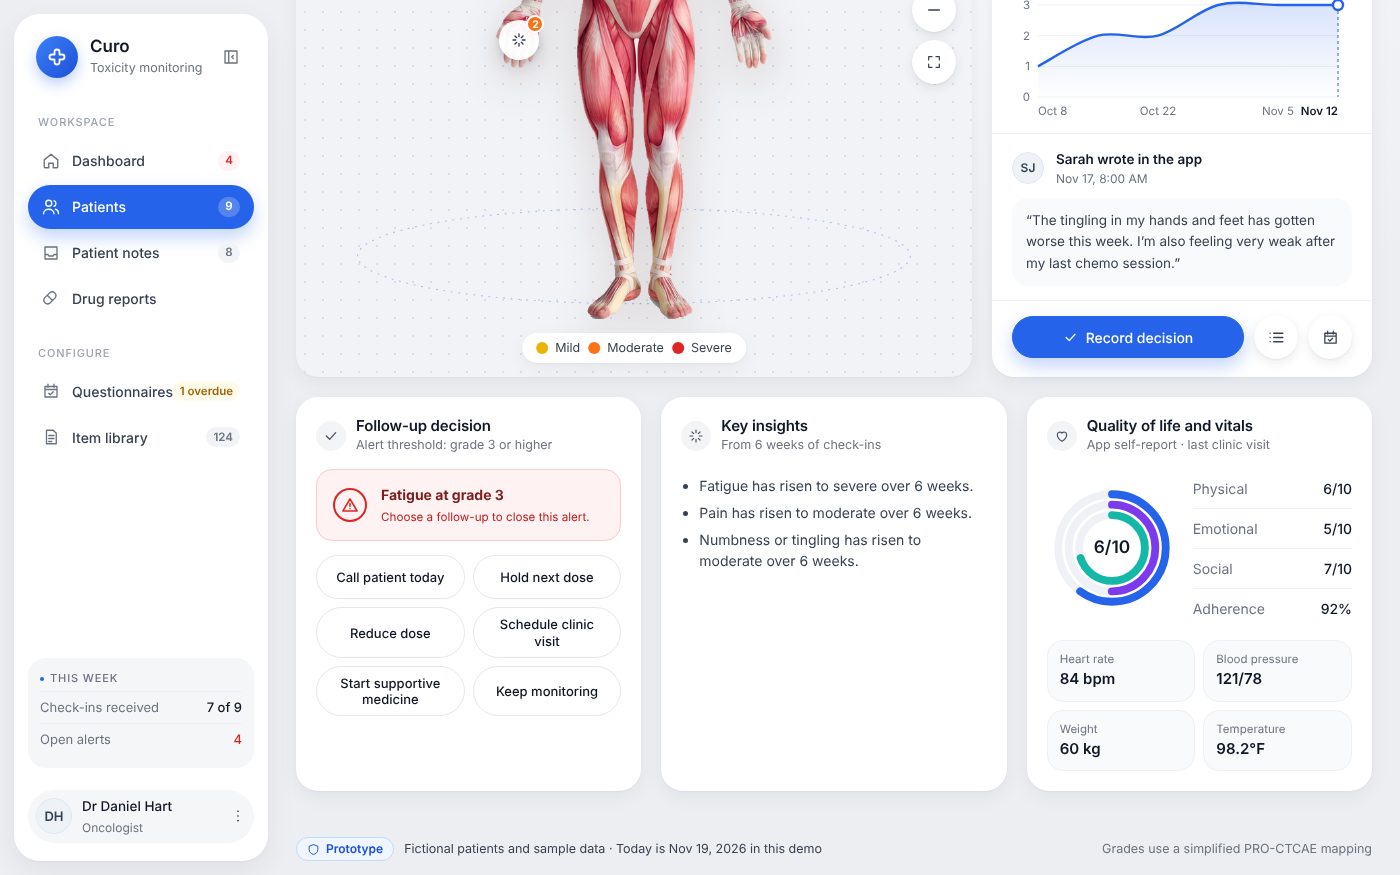 Curo
Toxicity monitoring
WORKSPACE
Dashboard 4
Patients 9
Patient notes 8
Drug reports
CONFIGURE
Questionnaires 1 overdue
Item library 124
THIS WEEK
Check-ins received 7 of 9
Open alerts 4
DH
Dr Daniel Hart
Oncologist
2
Mild Moderate Severe
3
2
1
0
Oct 8 Oct 22 Nov 5 Nov 12
SJ
Sarah wrote in the app
Nov 17, 8:00 AM
“The tingling in my hands and feet has gotten
worse this week. I’m also feeling very weak after
my last chemo session.”
Record decision
Follow-up decision
Alert threshold: grade 3 or higher
Fatigue at grade 3
Choose a follow-up to close this alert.
Call patient today
Hold next dose
Reduce dose
Schedule clinic
visit
Start supportive
medicine
Keep monitoring
Key insights
From 6 weeks of check-ins
• Fatigue has risen to severe over 6 weeks.
• Pain has risen to moderate over 6 weeks.
• Numbness or tingling has risen to
moderate over 6 weeks.
Quality of life and vitals
App self-report · last clinic visit
6/10
Physical 6/10
Emotional 5/10
Social 7/10
Adherence 92%
Heart rate
84 bpm
Blood pressure
121/78
Weight
60 kg
Temperature
98.2°F
Prototype
Fictional patients and sample data · Today is Nov 19, 2026 in this demo
Grades use a simplified PRO-CTCAE mapping